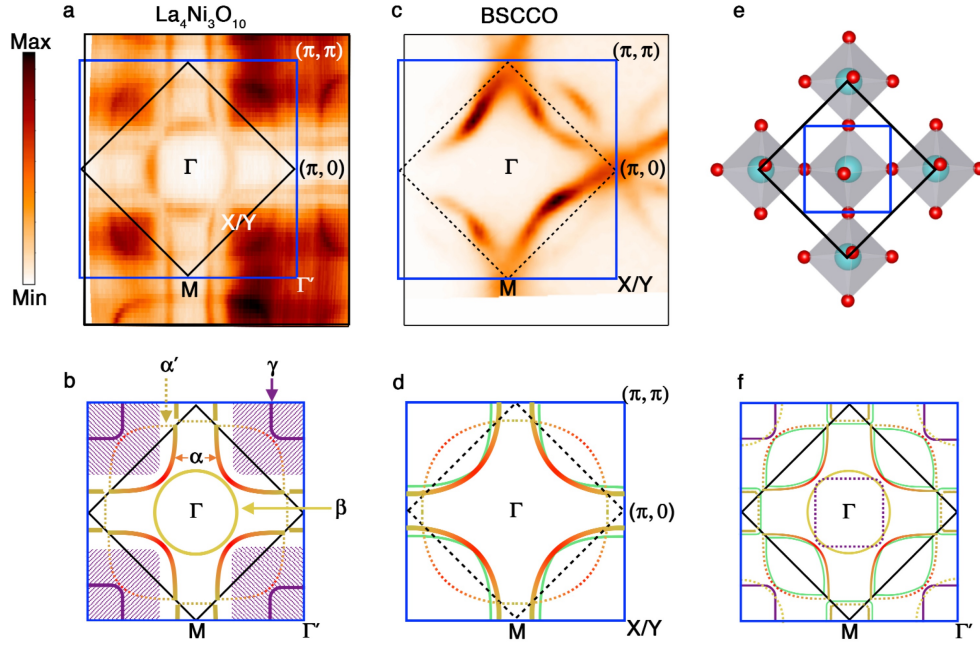 a La₄Ni₃O₁₀
Max
Min
(π, π)
Γ
(π, 0)
X/Y
M
Γ′
c BSCCO
(π, π)
Γ
(π, 0)
M
X/Y
e
b
α′
γ
α
Γ
β
M
Γ′
d
(π, π)
Γ
(π, 0)
M
X/Y
f
Γ
M
Γ′